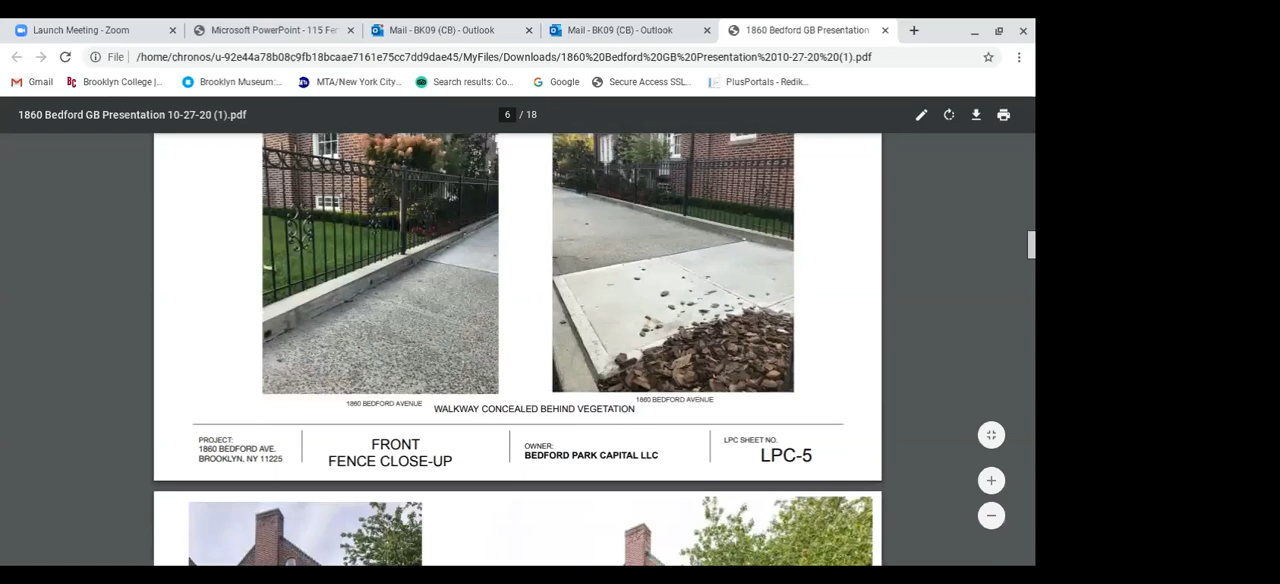 Launch Meeting - Zoom
Microsoft PowerPoint - 115 Fer
Mail - BK09 (CB) - Outlook
Mail - BK09 (CB) - Outlook
1860 Bedford GB Presentation
File
/home/chronos/u-92e44a78b08c9fb18bcaae7161e75cc7dd9dae45/MyFiles/Downloads/1860%20Bedford%20GB%20Presentation%2010-27-20%20(1).pdf
Gmail
Brooklyn College |...
Brooklyn Museum:...
MTA/New York City...
Search results: Co...
Google
Secure Access SSL...
PlusPortals - Redik...
1860 Bedford GB Presentation 10-27-20 (1).pdf
6 / 18
1860 BEDFORD AVENUE
1860 BEDFORD AVENUE
WALKWAY CONCEALED BEHIND VEGETATION
PROJECT:
1860 BEDFORD AVE.
BROOKLYN, NY 11225
FRONT
FENCE CLOSE-UP
OWNER:
BEDFORD PARK CAPITAL LLC
LPC SHEET NO.
LPC-5